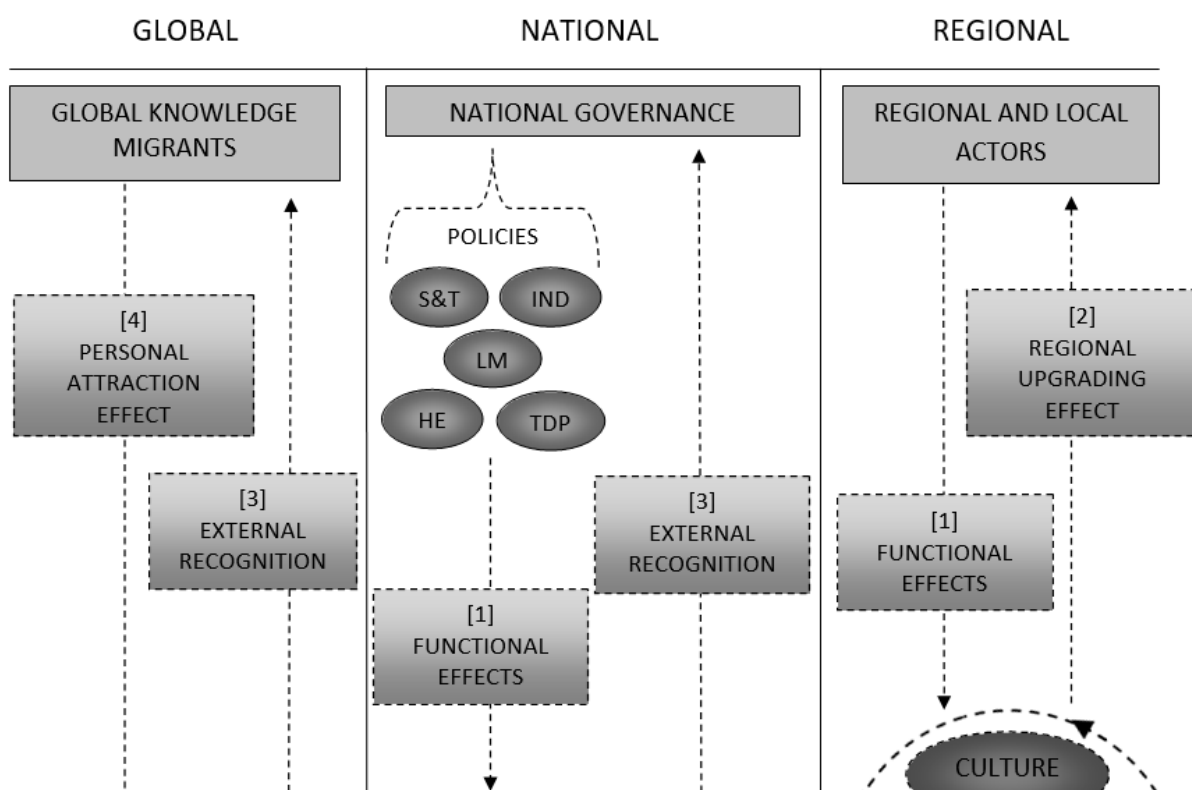 GLOBAL
NATIONAL
REGIONAL
GLOBAL KNOWLEDGE
MIGRANTS
NATIONAL GOVERNANCE
REGIONAL AND LOCAL
ACTORS
POLICIES
S&T
IND
LM
HE
TDP
[4]
PERSONAL
ATTRACTION
EFFECT
[3]
EXTERNAL
RECOGNITION
[1]
FUNCTIONAL
EFFECTS
[3]
EXTERNAL
RECOGNITION
[2]
REGIONAL
UPGRADING
EFFECT
[1]
FUNCTIONAL
EFFECTS
CULTURE